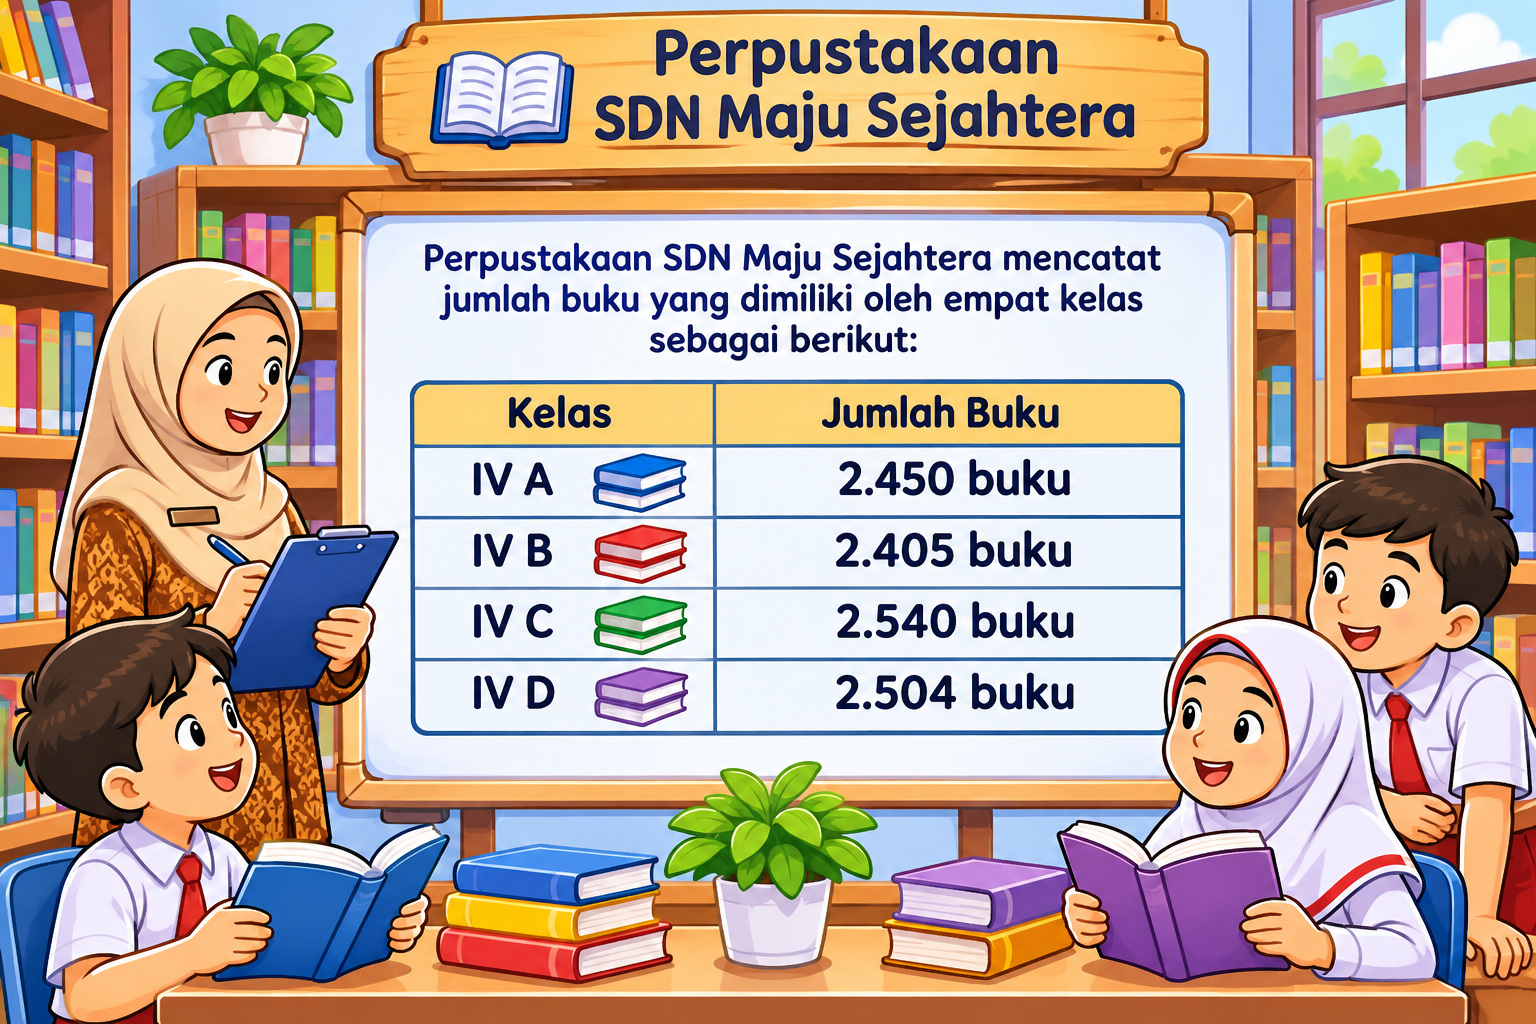 Perpustakaan
SDN Maju Sejahtera
Perpustakaan SDN Maju Sejahtera mencatat
jumlah buku yang dimiliki oleh empat kelas
sebagai berikut:
Kelas Jumlah Buku
IV A 2.450 buku
IV B 2.405 buku
IV C 2.540 buku
IV D 2.504 buku